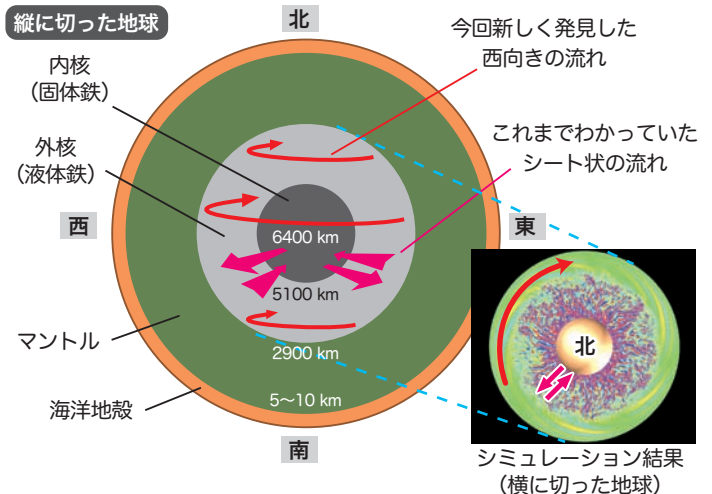 縦に切った地球
北
今回新しく発見した
西向きの流れ
内核
（固体鉄）
これまでわかっていた
シート状の流れ
外核
（液体鉄）
西
東
6400 km
5100 km
マントル
2900 km
北
海洋地殻
5〜10 km
南
シミュレーション結果
（横に切った地球）